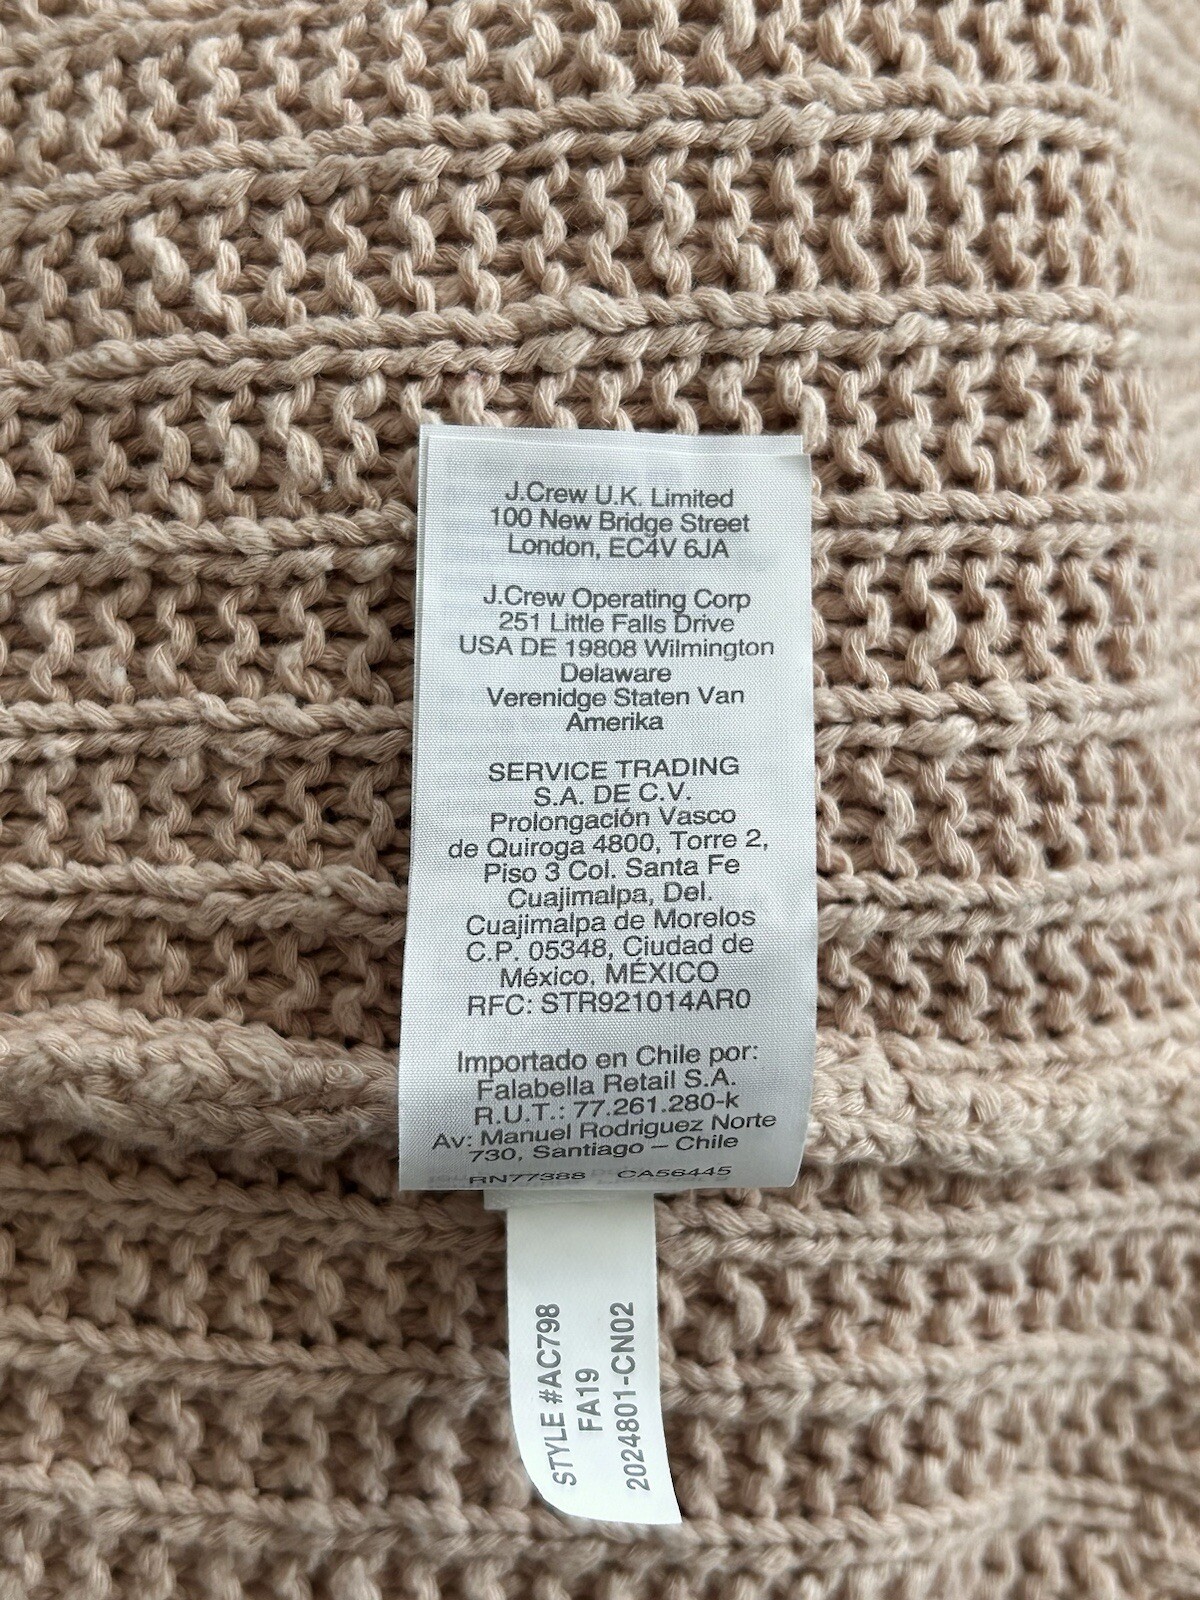 J.Crew U.K. Limited
100 New Bridge Street
London, EC4V 6JA
J.Crew Operating Corp
251 Little Falls Drive
USA DE 19808 Wilmington
Delaware
Verenidge Staten Van
Amerika
SERVICE TRADING
S.A. DE C.V.
Prolongación Vasco
de Quiroga 4800, Torre 2,
Piso 3 Col. Santa Fe
Cuajimalpa, Del.
Cuajimalpa de Morelos
C.P. 05348, Ciudad de
México, MÉXICO
RFC: STR921014AR0
Importado en Chile por:
Falabella Retail S.A.
R.U.T.: 77.261.280-k
Av: Manuel Rodriguez Norte
730, Santiago – Chile
RN77388 CA56445
STYLE #AC798
FA19
2024801-CN02